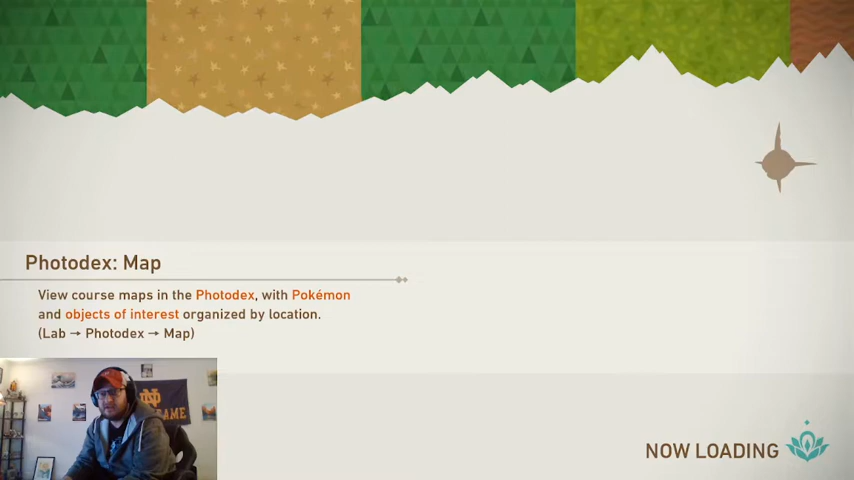 Photodex: Map
View course maps in the Photodex, with Pokémon
and objects of interest organized by location.
(Lab → Photodex → Map)
NOW LOADING